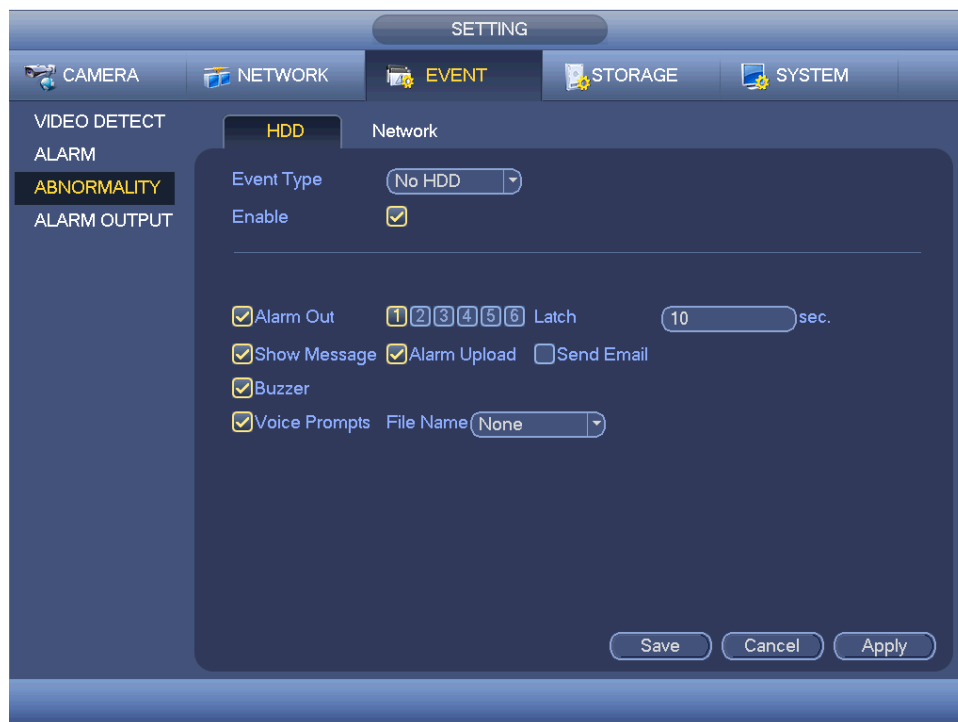 SETTING
CAMERA NETWORK EVENT STORAGE SYSTEM
VIDEO DETECT
ALARM
ABNORMALITY
ALARM OUTPUT
HDD Network
Event Type No HDD
Enable
Alarm Out 1 2 3 4 5 6 Latch 10 sec.
Show Message Alarm Upload Send Email
Buzzer
Voice Prompts File Name None
Save Cancel Apply